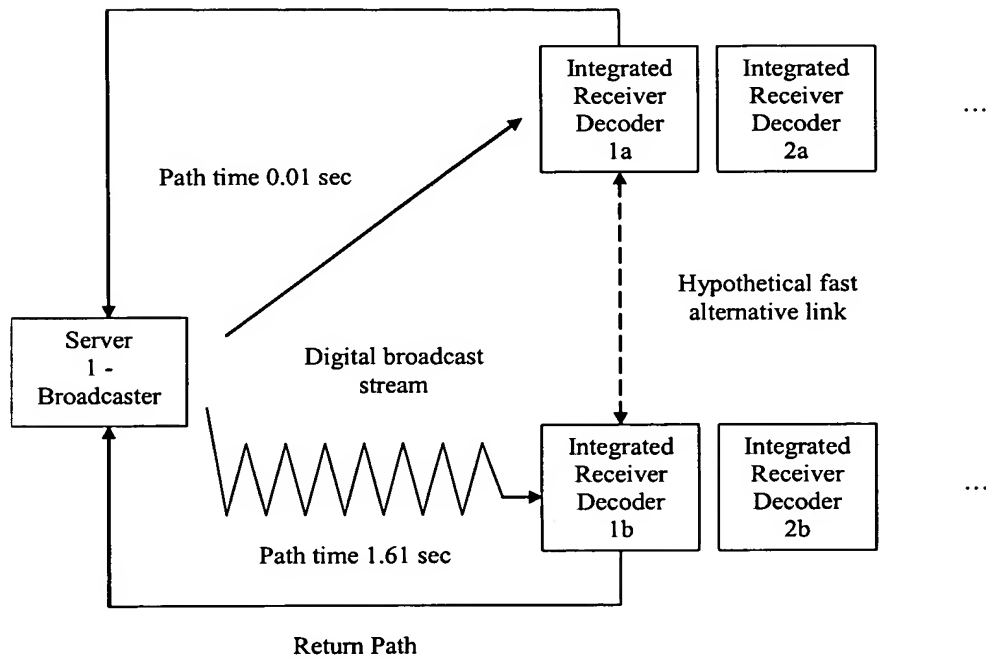 Integrated
Receiver
Decoder
1a
Integrated
Receiver
Decoder
2a
...
Path time 0.01 sec
Hypothetical fast
alternative link
Server
1 -
Broadcaster
Digital broadcast
stream
Integrated
Receiver
Decoder
1b
Integrated
Receiver
Decoder
2b
...
Path time 1.61 sec
Return Path